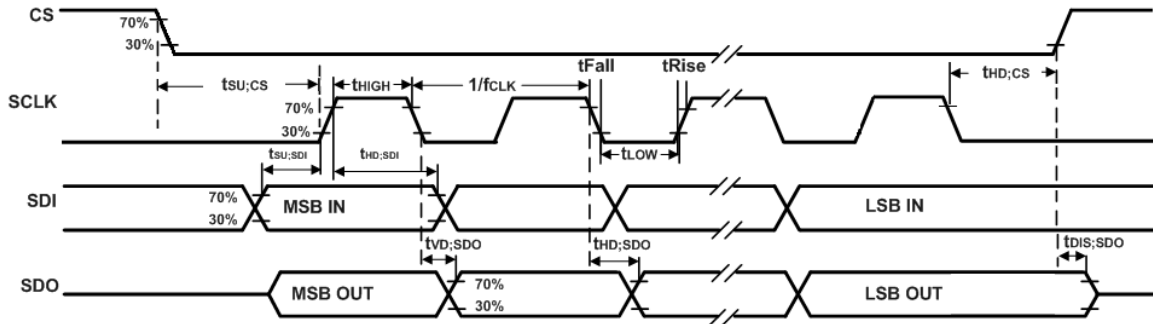 CS
70%
30%
tSU;CS
tHIGH
1/fCLK
tFall
tRise
tHD;CS
SCLK
70%
30%
tLOW
tSU;SDI
tHD;SDI
SDI
70%
30%
MSB IN
LSB IN
tVD;SDO
tHD;SDO
tDIS;SDO
SDO
MSB OUT
70%
30%
LSB OUT